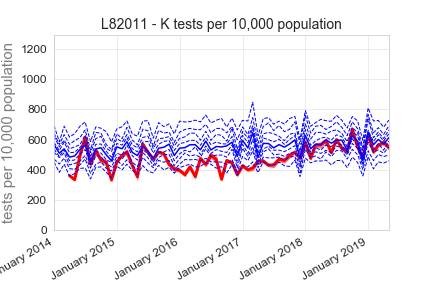 L82011 - K tests per 10,000 population
tests per 10,000 population
1200
1000
800
600
400
200
0
nuary 2014
January 2015
January 2016
January 2017
January 2018
January 2019